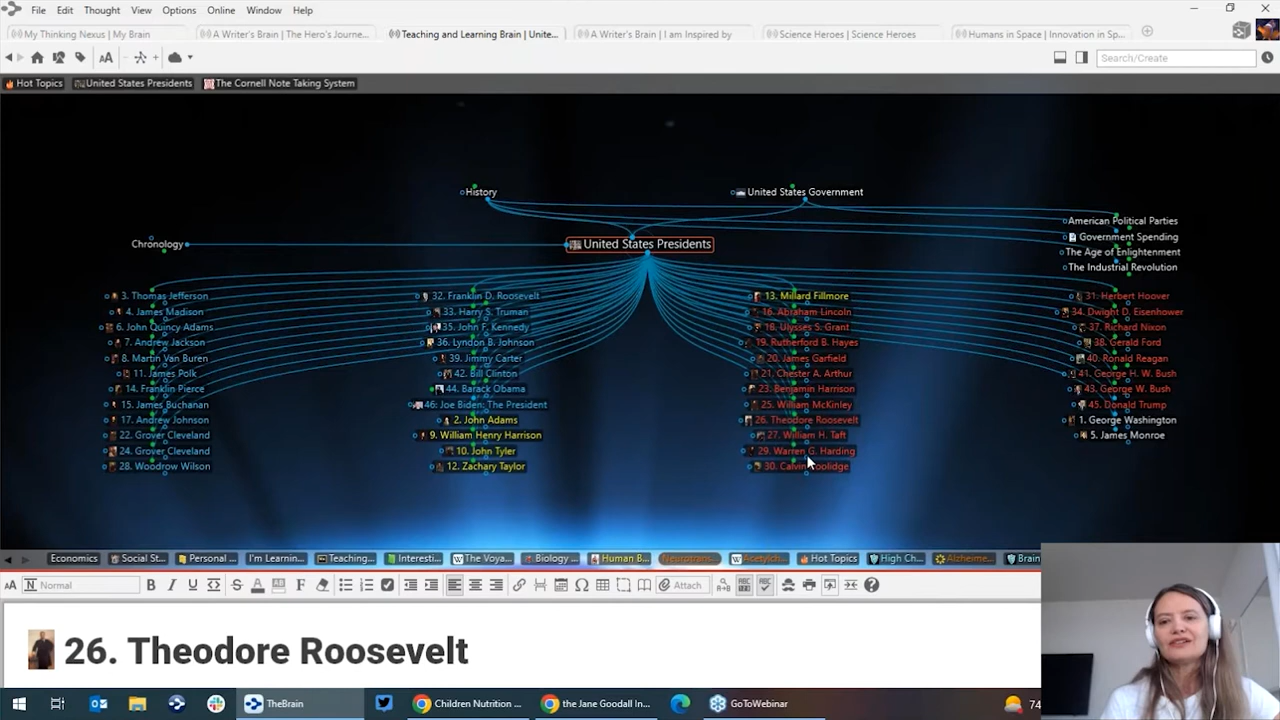 File Edit Thought View Options Online Window Help
My Thinking Nexus | My Brain
A Writer's Brain | The Hero's Journe...
Teaching and Learning Brain | Unite...
A Writer's Brain | I am Inspired by
Science Heroes | Science Heroes
Humans in Space | Innovation in Sp...
Search/Create
Hot Topics
United States Presidents
The Cornell Note Taking System
History
United States Government
American Political Parties
Government Spending
The Age of Enlightenment
The Industrial Revolution
Chronology
United States Presidents
3. Thomas Jefferson
4. James Madison
6. John Quincy Adams
7. Andrew Jackson
8. Martin Van Buren
11. James Polk
14. Franklin Pierce
15. James Buchanan
17. Andrew Johnson
22. Grover Cleveland
24. Grover Cleveland
28. Woodrow Wilson
32. Franklin D. Roosevelt
33. Harry S. Truman
35. John F. Kennedy
36. Lyndon B. Johnson
39. Jimmy Carter
42. Bill Clinton
44. Barack Obama
46: Joe Biden: The President
2. John Adams
9. William Henry Harrison
10. John Tyler
12. Zachary Taylor
13. Millard Fillmore
16. Abraham Lincoln
18. Ulysses S. Grant
19. Rutherford B. Hayes
20. James Garfield
21. Chester A. Arthur
23. Benjamin Harrison
25. William McKinley
26. Theodore Roosevelt
27. William H. Taft
29. Warren G. Harding
30. Calvin Coolidge
31. Herbert Hoover
34. Dwight D. Eisenhower
37. Richard Nixon
38. Gerald Ford
40. Ronald Reagan
41. George H. W. Bush
43. George W. Bush
45. Donald Trump
1. George Washington
5. James Monroe
Economics
Social St...
Personal ...
I'm Learnin...
Teaching...
Interesti...
The Voya...
Biology ...
Human B...
Neurotrans...
Acetylch...
Hot Topics
High Ch...
Alzheime...
Brain
Normal
Attach
26. Theodore Roosevelt
TheBrain
Children Nutrition ...
the Jane Goodall In...
GoToWebinar
74